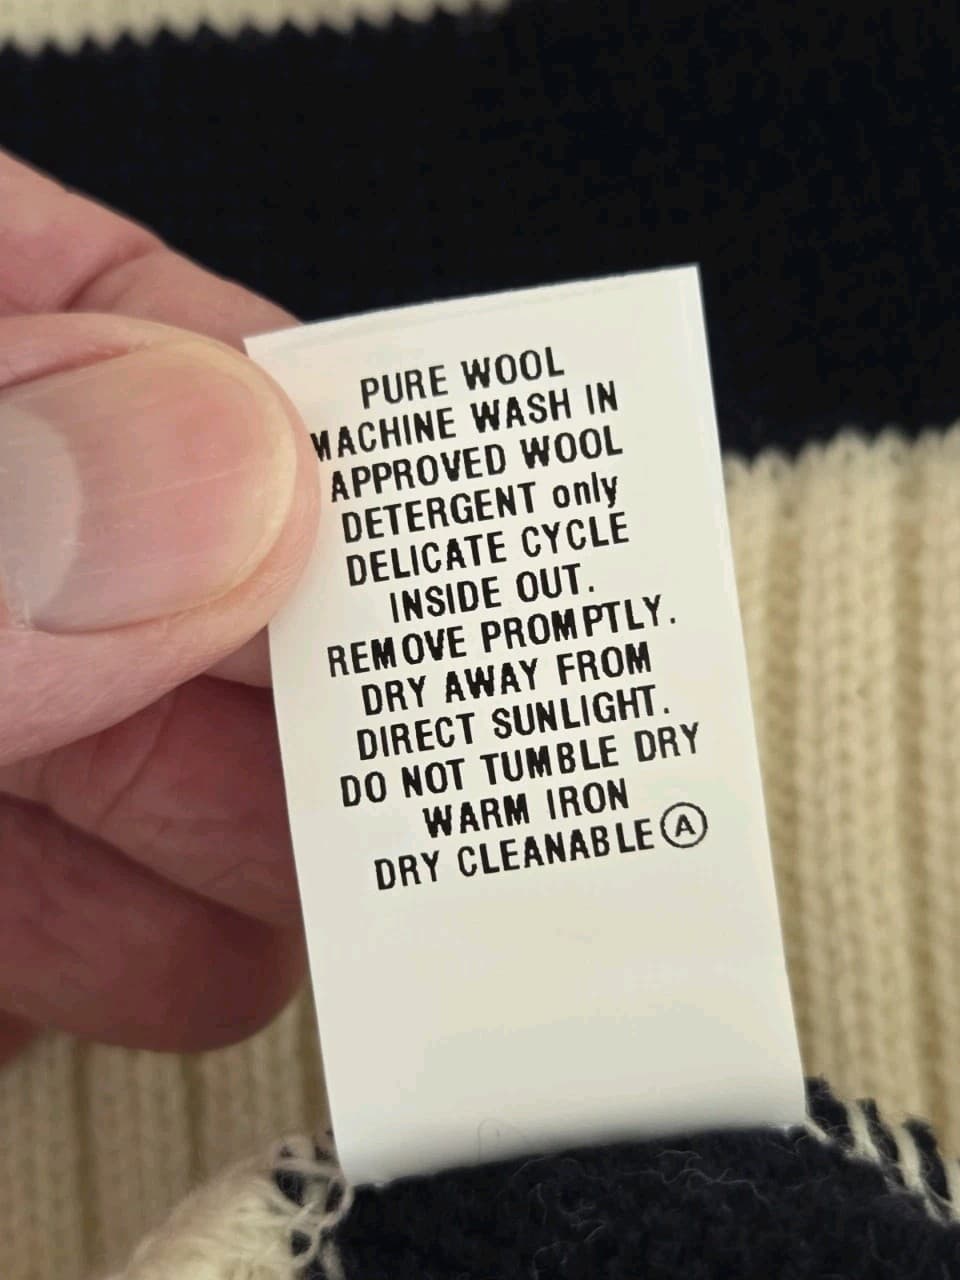 PURE WOOL
MACHINE WASH IN
APPROVED WOOL
DETERGENT only
DELICATE CYCLE
INSIDE OUT.
REMOVE PROMPTLY.
DRY AWAY FROM
DIRECT SUNLIGHT.
DO NOT TUMBLE DRY
WARM IRON
DRY CLEANABLE Ⓐ